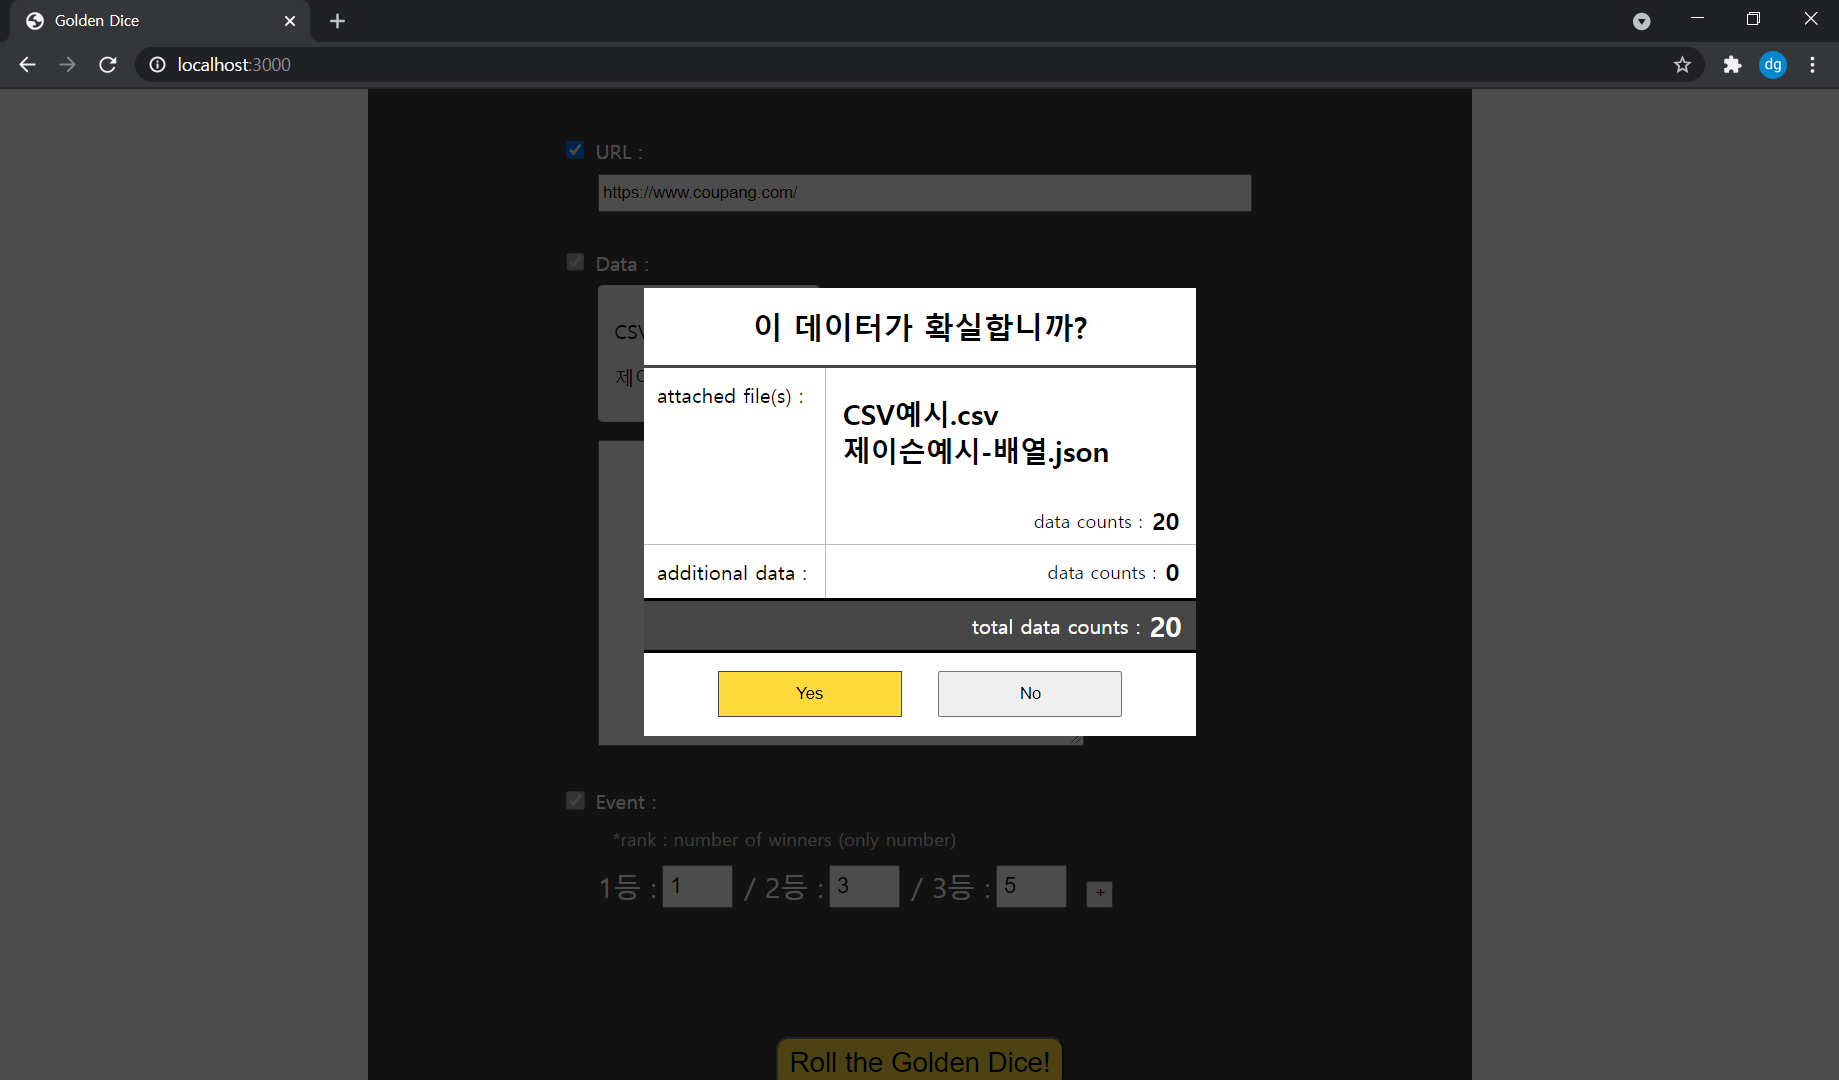 Golden Dice
localhost:3000
dg
URL :
https://www.coupang.com/
Data :
CSV
제이
이 데이터가 확실합니까?
attached file(s) :
CSV예시.csv
제이슨예시-배열.json
data counts : 20
additional data :
data counts : 0
total data counts : 20
Yes
No
Event :
*rank : number of winners (only number)
1등 : 1 / 2등 : 3 / 3등 : 5 +
Roll the Golden Dice!